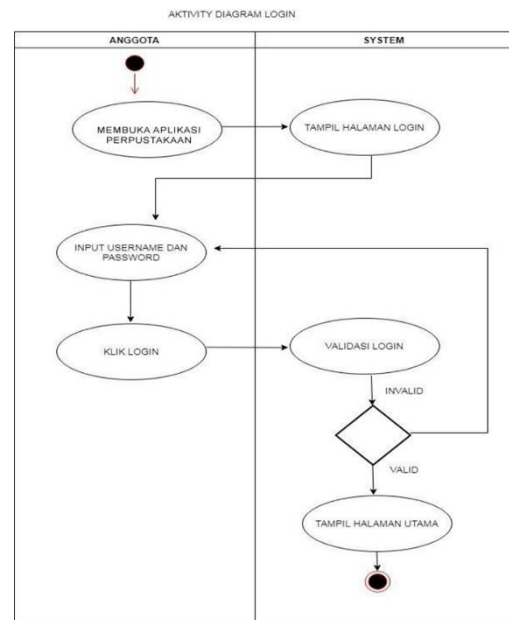 AKTIVITY DIAGRAM LOGIN
ANGGOTA
SYSTEM
MEMBUKA APLIKASI
PERPUSTAKAAN
TAMPIL HALAMAN LOGIN
INPUT USERNAME DAN
PASSWORD
KLIK LOGIN
VALIDASI LOGIN
INVALID
VALID
TAMPIL HALAMAN UTAMA